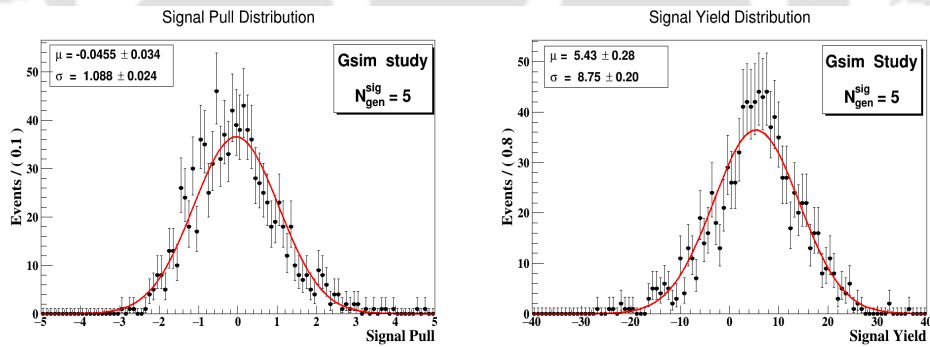 Signal Pull Distribution
μ = -0.0455 ± 0.034
σ = 1.088 ± 0.024
Gsim study
N^sig_gen = 5
Events / ( 0.1 )
50
40
30
20
10
0
−5 −4 −3 −2 −1 0 1 2 3 4 5
Signal Pull
Signal Yield Distribution
μ = 5.43 ± 0.28
σ = 8.75 ± 0.20
Gsim Study
N^sig_gen = 5
Events / ( 0.8 )
50
40
30
20
10
0
−40 −30 −20 −10 0 10 20 30 40
Signal Yield